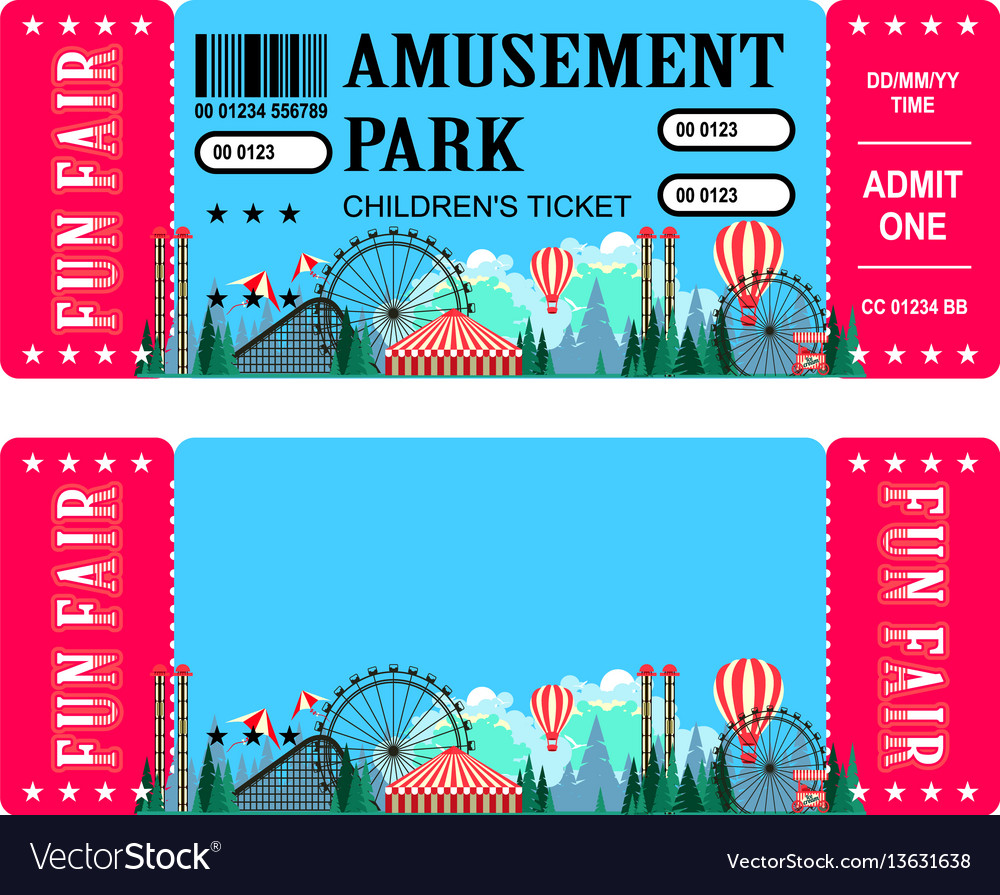 FUN FAIR
00 01234 556789
00 0123
AMUSEMENT
PARK
CHILDREN'S TICKET
00 0123
00 0123
DD/MM/YY
TIME
ADMIT
ONE
CC 01234 BB
FUN FAIR
FUN FAIR
VectorStock®
VectorStock.com/13631638